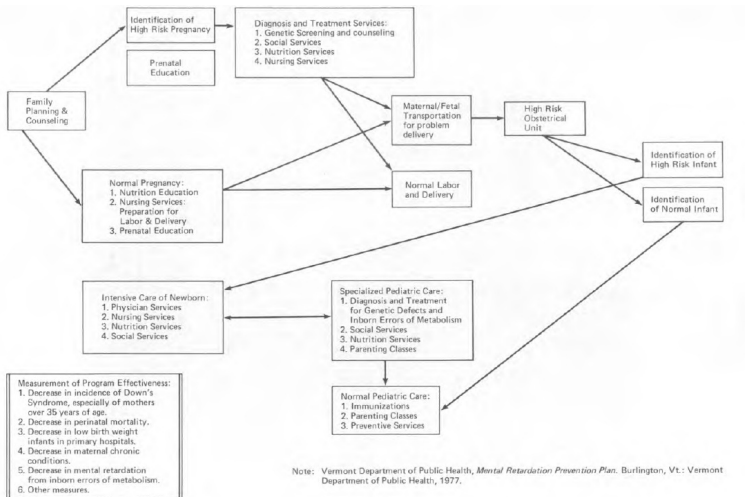 Identification of
High Risk Pregnancy
Prenatal
Education
Diagnosis and Treatment Services:
1. Genetic Screening and counseling
2. Social Services
3. Nutrition Services
4. Nursing Services
Family
Planning &
Counseling
Maternal/Fetal
Transportation
for problem
delivery
High Risk
Obstetrical
Unit
Identification of
High Risk Infant
Normal Pregnancy:
1. Nutrition Education
2. Nursing Services:
Preparation for
Labor & Delivery
3. Prenatal Education
Normal Labor
and Delivery
Identification
of Normal Infant
Intensive Care of Newborn:
1. Physician Services
2. Nursing Services
3. Nutrition Services
4. Social Services
Specialized Pediatric Care:
1. Diagnosis and Treatment
for Genetic Defects and
Inborn Errors of Metabolism
2. Social Services
3. Nutrition Services
4. Parenting Classes
Normal Pediatric Care:
1. Immunizations
2. Parenting Classes
3. Preventive Services
Measurement of Program Effectiveness:
1. Decrease in incidence of Down's
Syndrome, especially of mothers
over 35 years of age.
2. Decrease in perinatal mortality.
3. Decrease in low birth weight
infants in primary hospitals.
4. Decrease in maternal chronic
conditions.
5. Decrease in mental retardation
from inborn errors of metabolism.
6. Other measures.
Note: Vermont Department of Public Health, Mental Retardation Prevention Plan. Burlington, Vt.: Vermont
Department of Public Health, 1977.